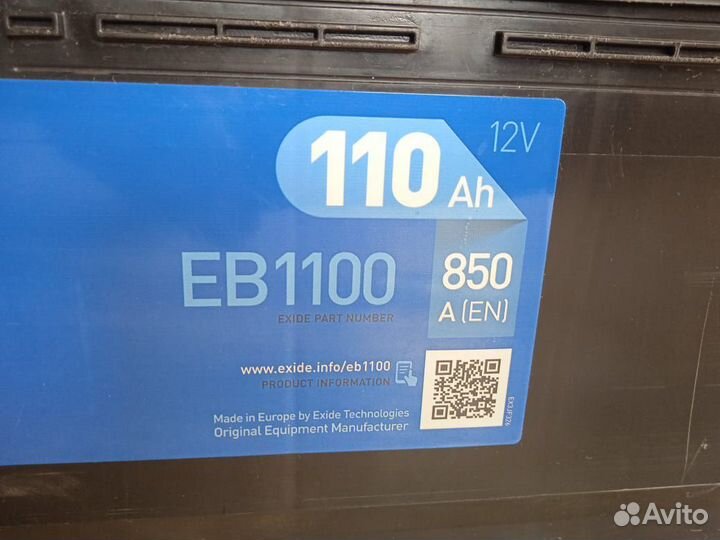 12V
110 Ah
EB1100
850
A (EN)
EXIDE PART NUMBER
www.exide.info/eb1100
PRODUCT INFORMATION
Made in Europe by Exide Technologies
Original Equipment Manufacturer
EX3JF376
Avito